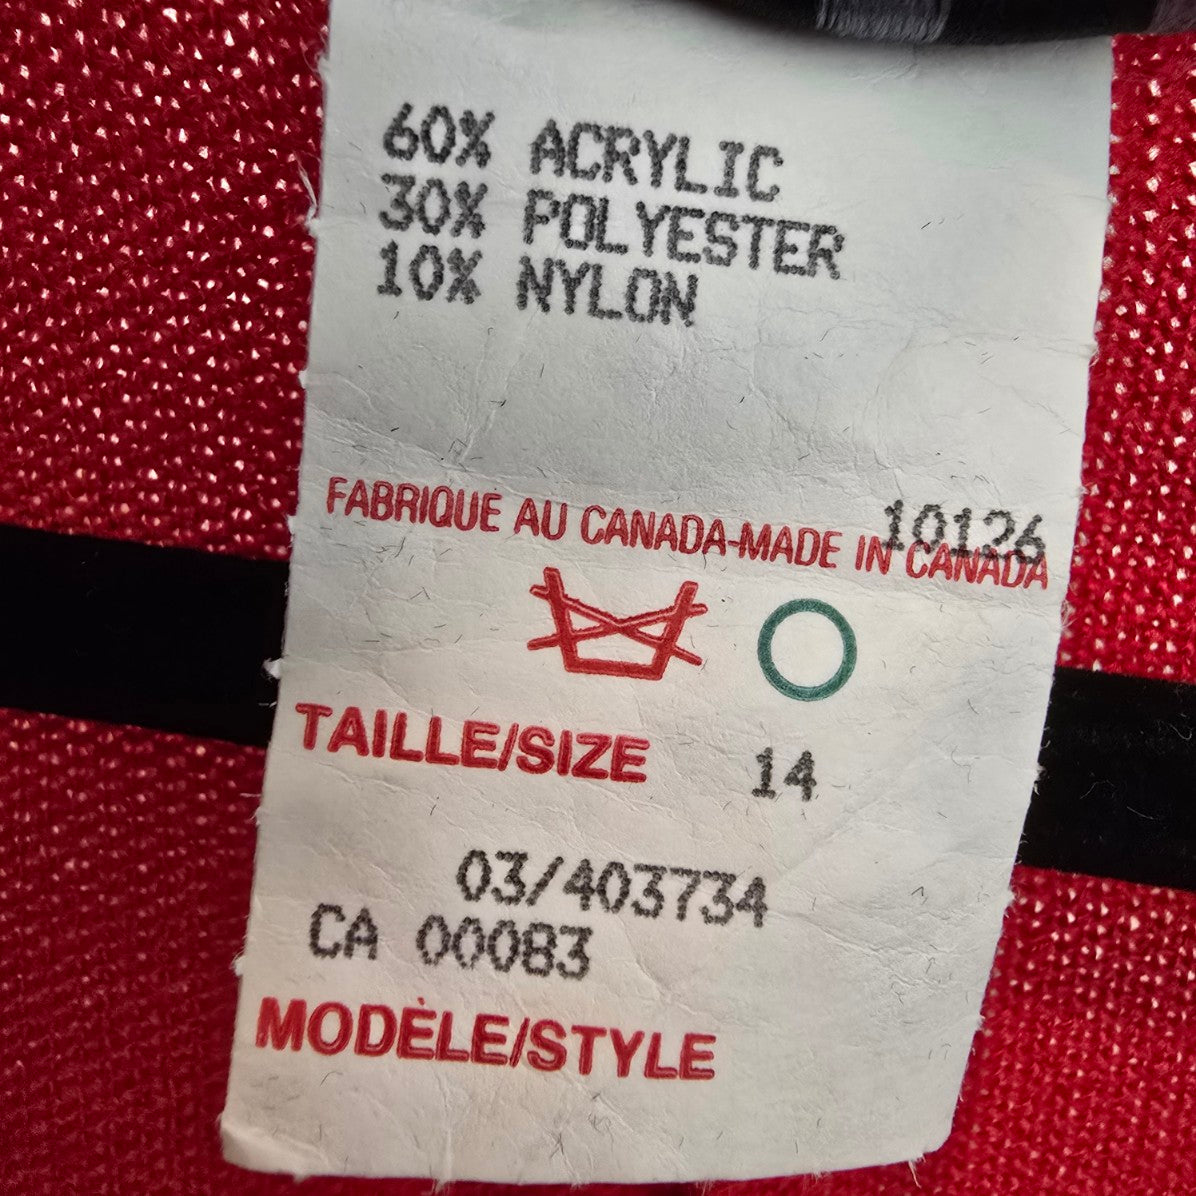 60% ACRYLIC
30% POLYESTER
10% NYLON
10126
FABRIQUE AU CANADA-MADE IN CANADA
TAILLE/SIZE 14
03/403734
CA 00083
MODÈLE/STYLE